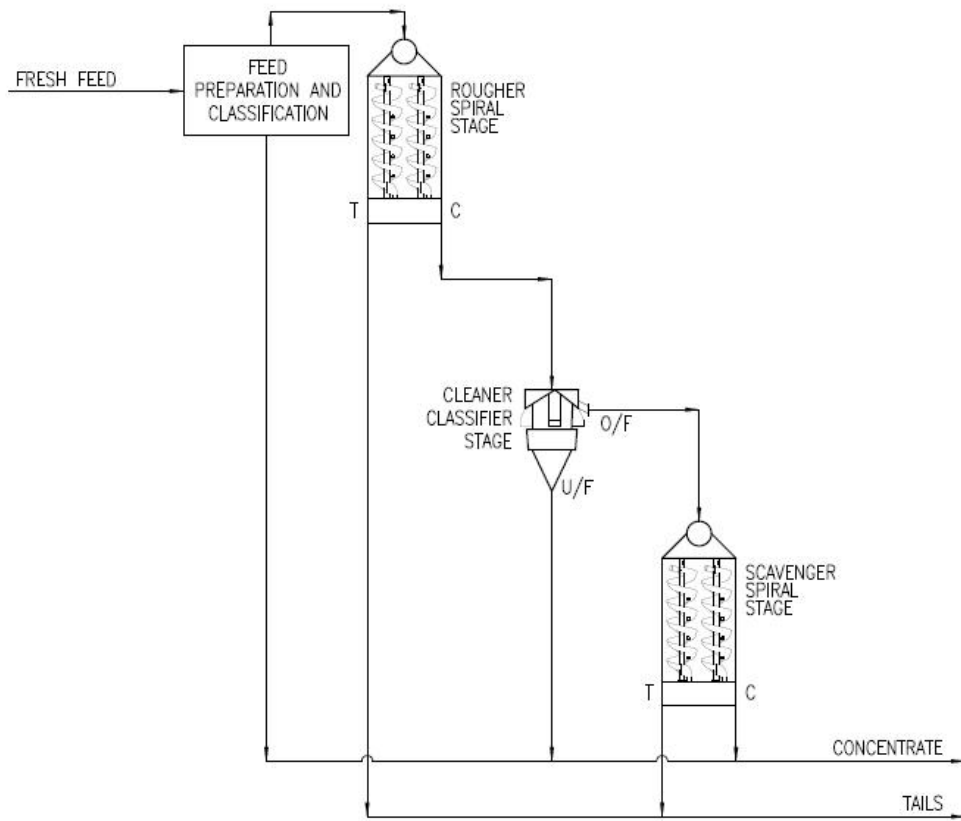 FRESH FEED
FEED
PREPARATION AND
CLASSIFICATION
ROUGHER
SPIRAL
STAGE
T
C
CLEANER
CLASSIFIER
STAGE
O/F
U/F
SCAVENGER
SPIRAL
STAGE
T
C
CONCENTRATE
TAILS